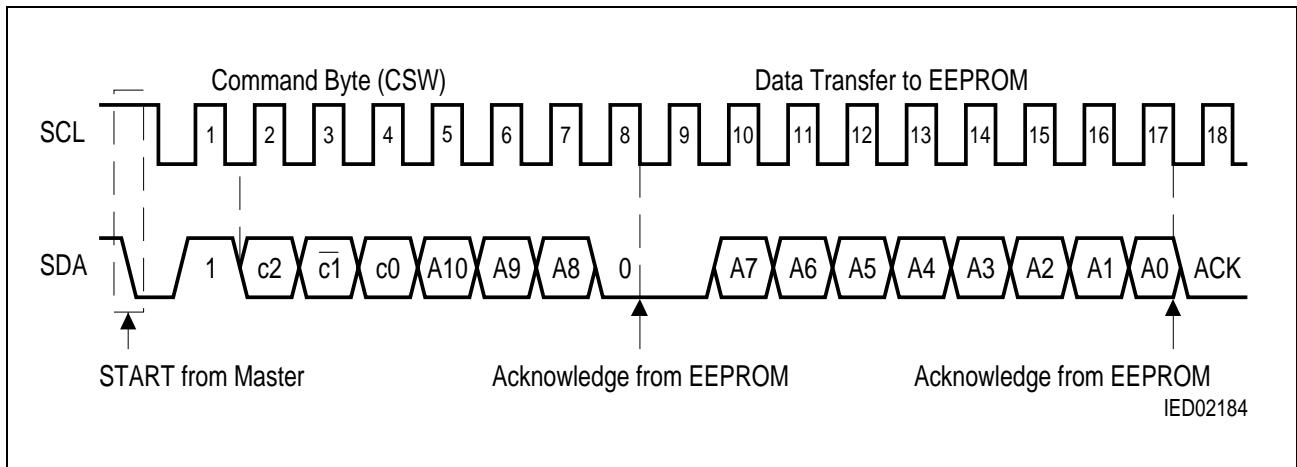 Command Byte (CSW) Data Transfer to EEPROM
SCL 1 2 3 4 5 6 7 8 9 10 11 12 13 14 15 16 17 18
SDA 1 c2 c̅1̅ c0 A10 A9 A8 0 A7 A6 A5 A4 A3 A2 A1 A0 ACK
START from Master Acknowledge from EEPROM Acknowledge from EEPROM
IED02184